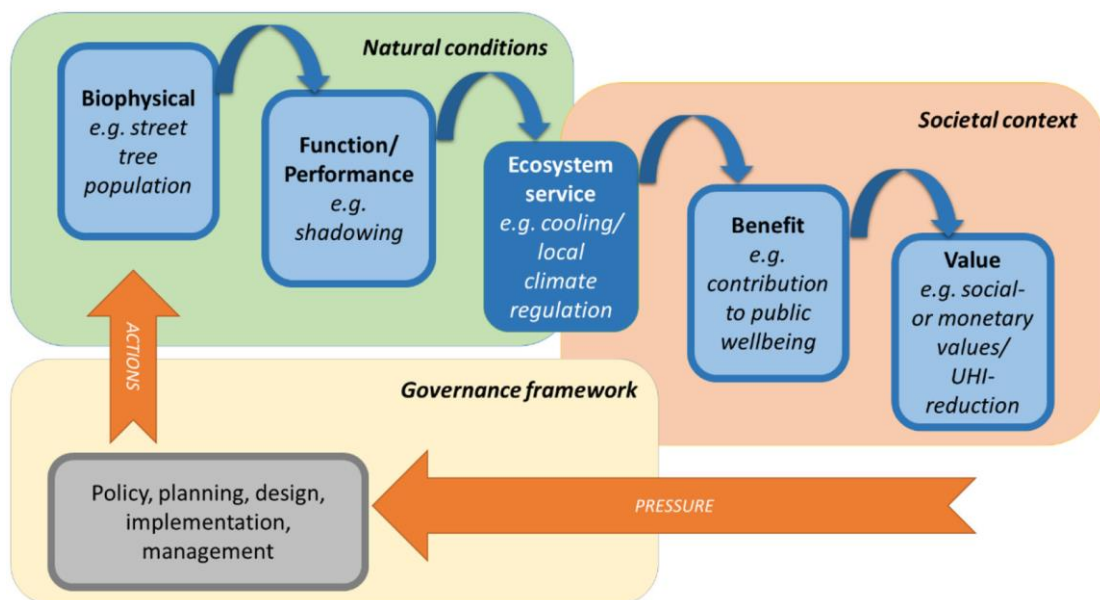 Natural conditions
Biophysical
e.g. street
tree
population
Function/
Performance
e.g.
shadowing
Ecosystem
service
e.g. cooling/
local
climate
regulation
Societal context
Benefit
e.g.
contribution
to public
wellbeing
Value
e.g. social-
or monetary
values/
UHI-
reduction
ACTIONS
Governance framework
Policy, planning, design,
implementation,
management
PRESSURE